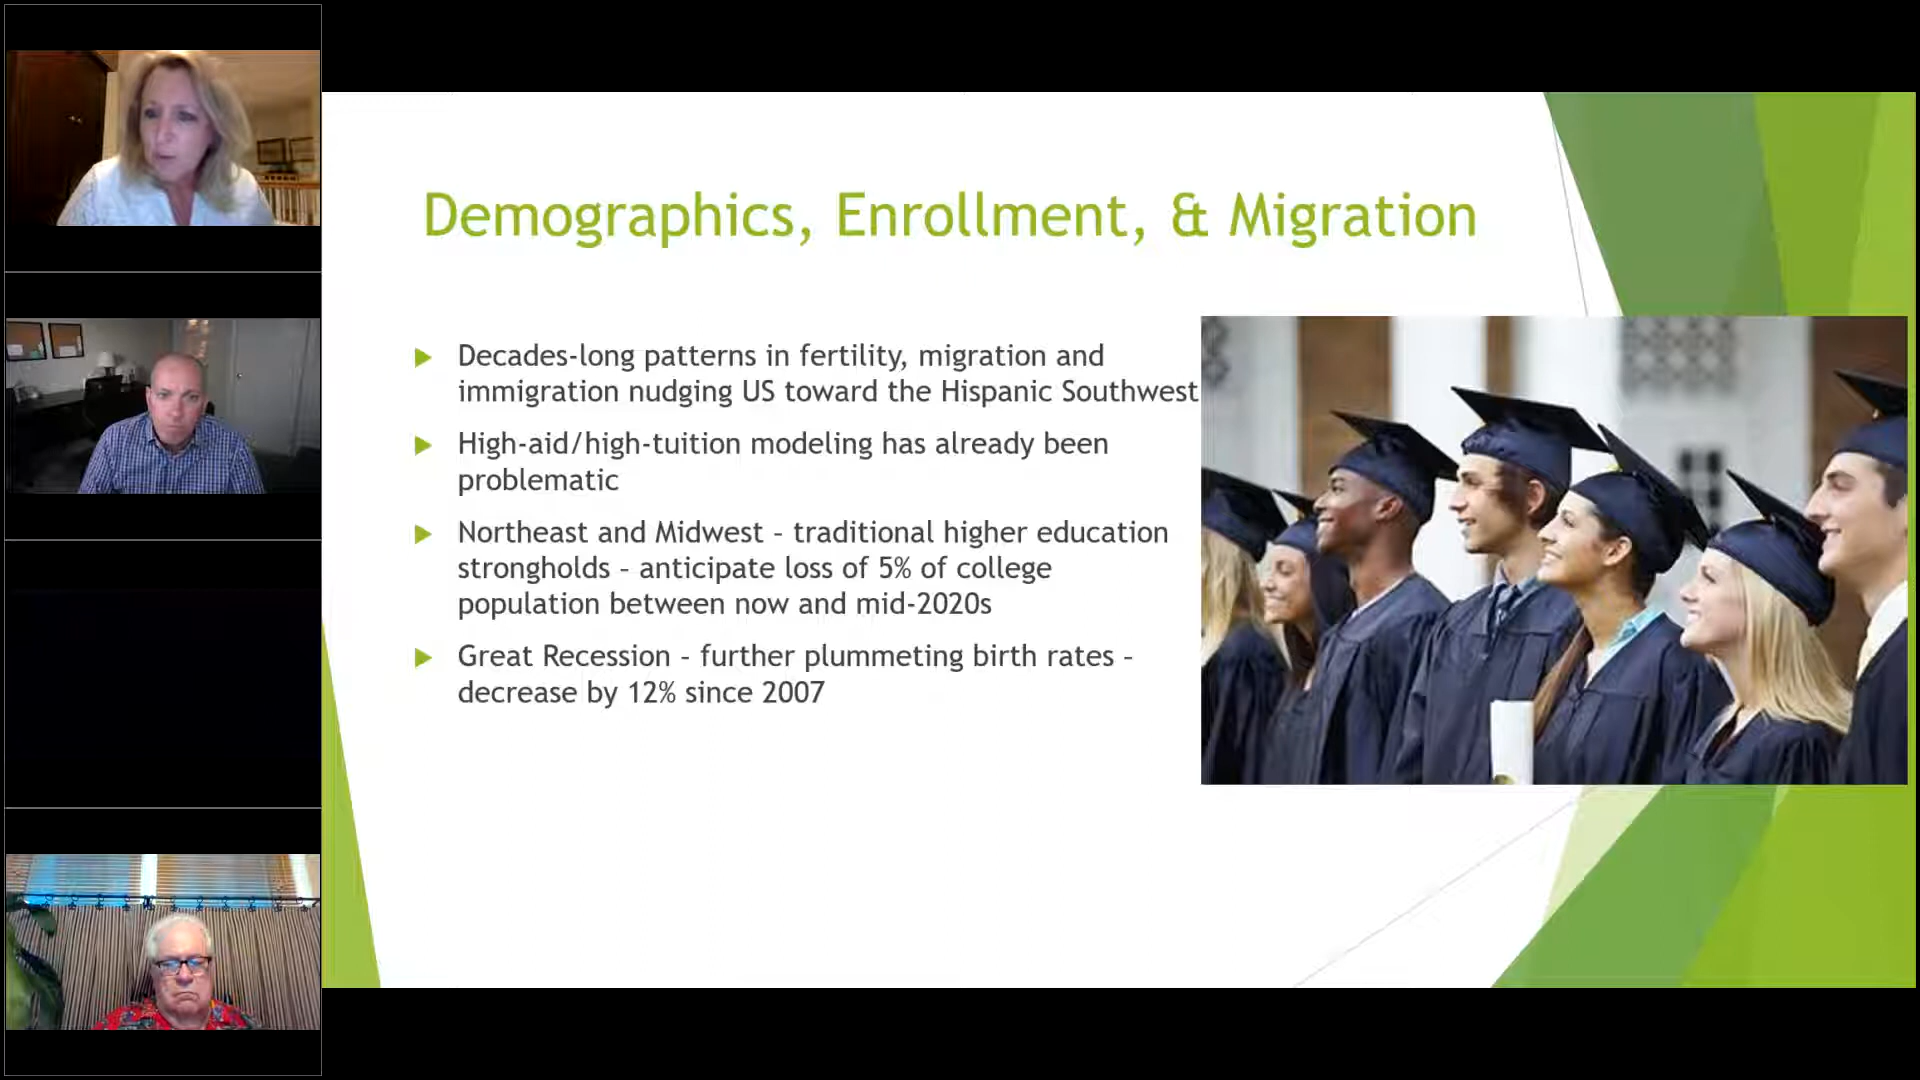 Demographics, Enrollment, & Migration
Decades-long patterns in fertility, migration and
immigration nudging US toward the Hispanic Southwest
High-aid/high-tuition modeling has already been
problematic
Northeast and Midwest – traditional higher education
strongholds – anticipate loss of 5% of college
population between now and mid-2020s
Great Recession – further plummeting birth rates –
decrease by 12% since 2007